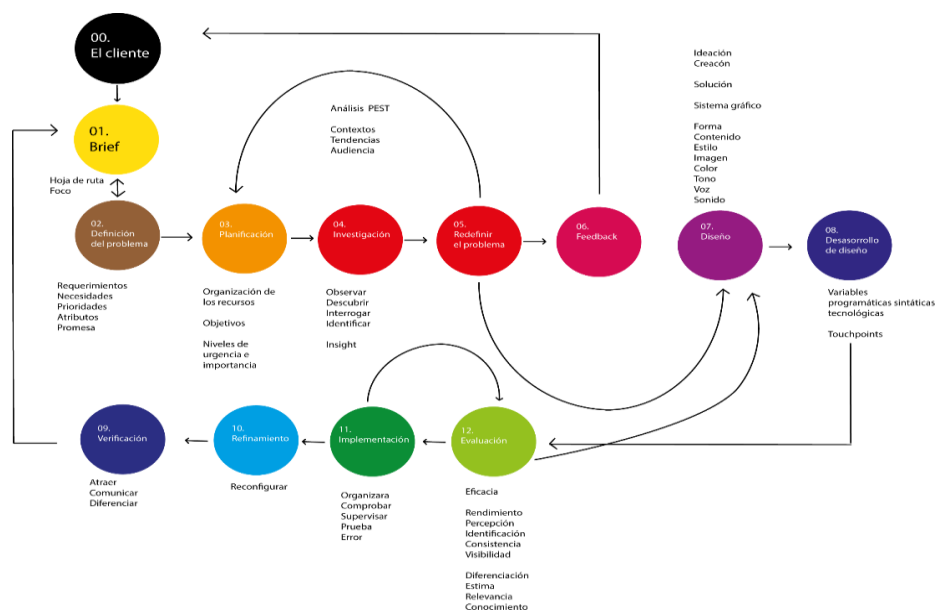 00.
El cliente
01.
Brief
Hoja de ruta
Foco
02.
Definición
del problema
Requerimientos
Necesidades
Prioridades
Atributos
Promesa
03.
Planificación
Organización de
los recursos
Objetivos
Niveles de
urgencia e
importancia
Análisis PEST
Contextos
Tendencias
Audiencia
04.
Investigación
Observar
Descubrir
Interrogar
Identificar
Insight
05.
Redefinir
el problema
06.
Feedback
Ideación
Creacón
Solución
Sistema gráfico
Forma
Contenido
Estilo
Imagen
Color
Tono
Voz
Sonido
07.
Diseño
08.
Desasorrollo
de diseño
Variables
programáticas sintáticas
tecnológicas
Touchpoints
09.
Verificación
Atraer
Comunicar
Diferenciar
10.
Refinamiento
Reconfigurar
11.
Implementación
Organizara
Comprobar
Supervisar
Prueba
Error
12.
Evaluación
Eficacia
Rendimiento
Percepción
Identificación
Consistencia
Visibilidad
Diferenciación
Estima
Relevancia
Conocimiento